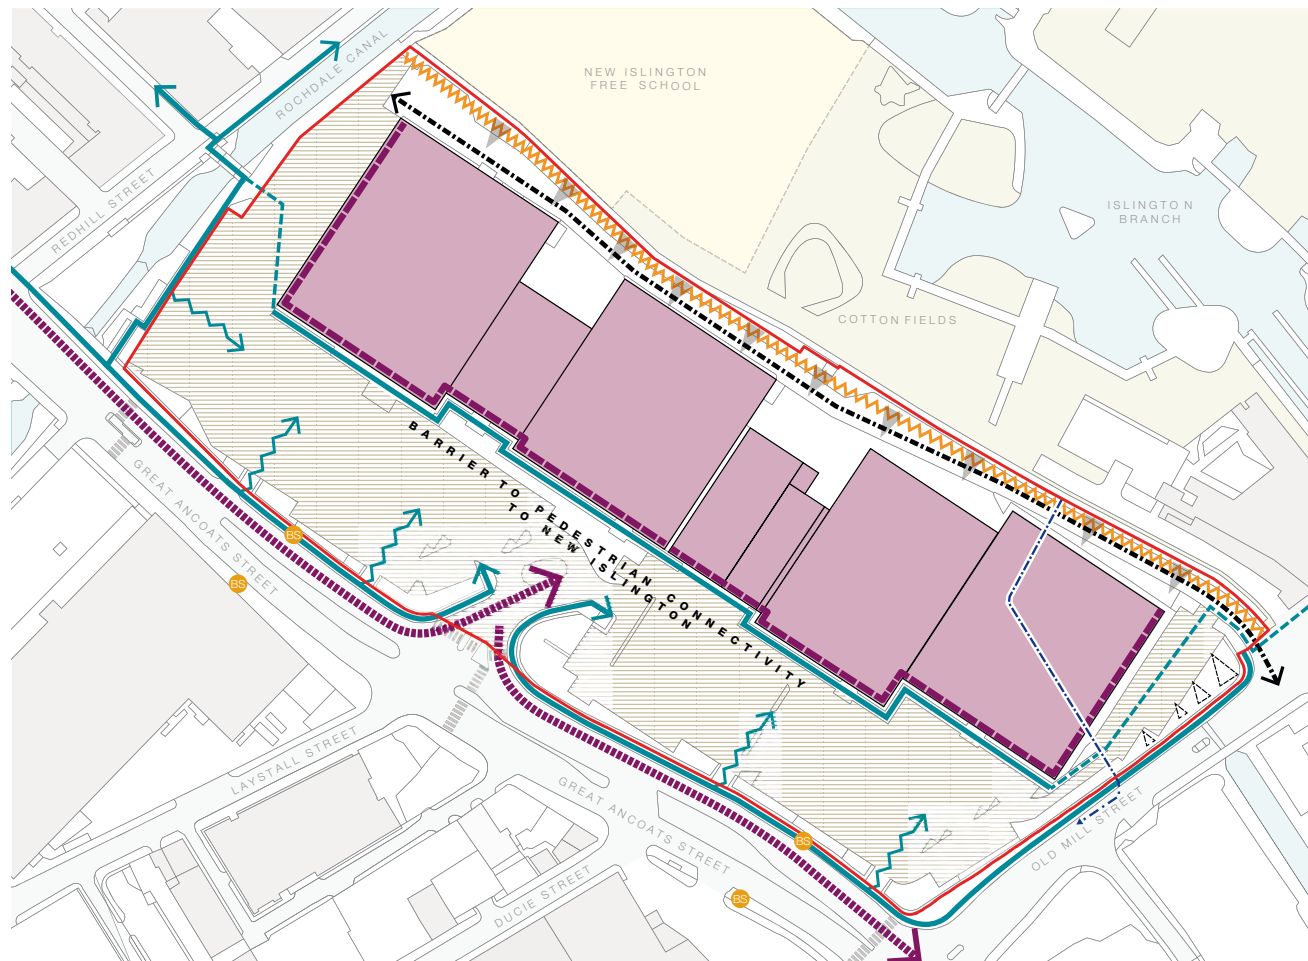 ROCHDALE CANAL
NEW ISLINGTON
FREE SCHOOL
REDHILL STREET
ISLINGTO N
BRANCH
COTTON FIELDS
BARRIER TO PEDESTRIAN CONNECTIVITY
TO NEW ISLINGTON
GREAT ANCOATS STREET
BS
BS
LAYSTALL STREET
GREAT ANCOATS STREET
OLD MILL STREET
BS
BS
DUCIE STREET